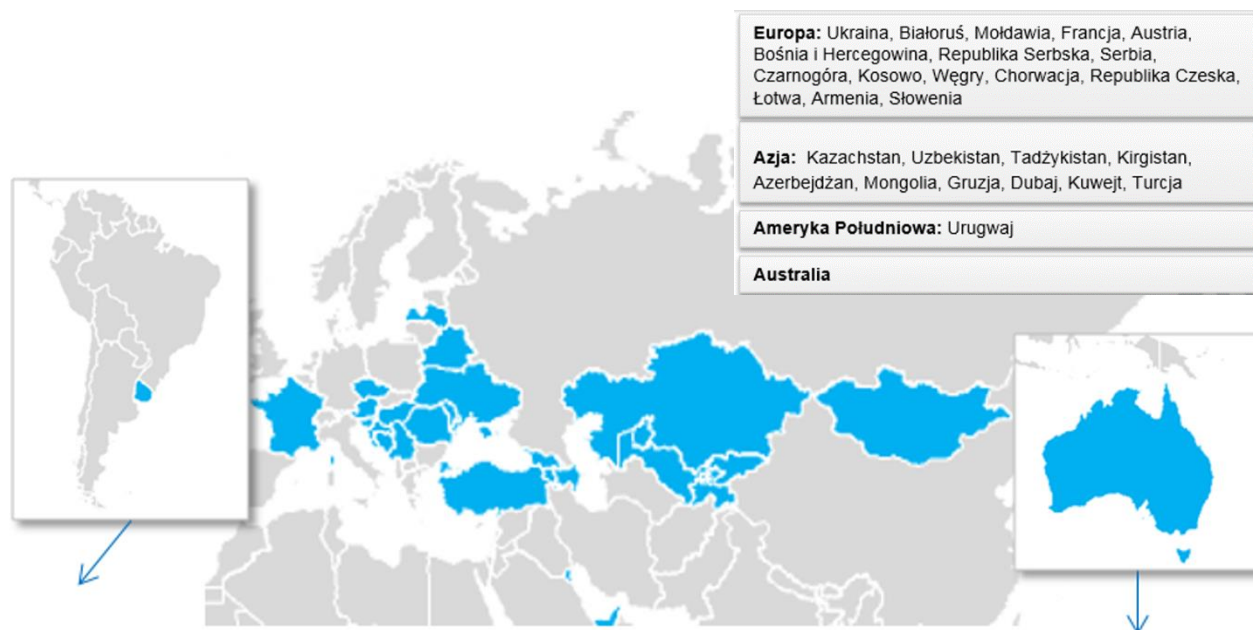 Europa: Ukraina, Białoruś, Mołdawia, Francja, Austria,
Bośnia i Hercegowina, Republika Serbska, Serbia,
Czarnogóra, Kosowo, Węgry, Chorwacja, Republika Czeska,
Łotwa, Armenia, Słowenia
Azja: Kazachstan, Uzbekistan, Tadżykistan, Kirgistan,
Azerbejdżan, Mongolia, Gruzja, Dubaj, Kuwejt, Turcja
Ameryka Południowa: Urugwaj
Australia